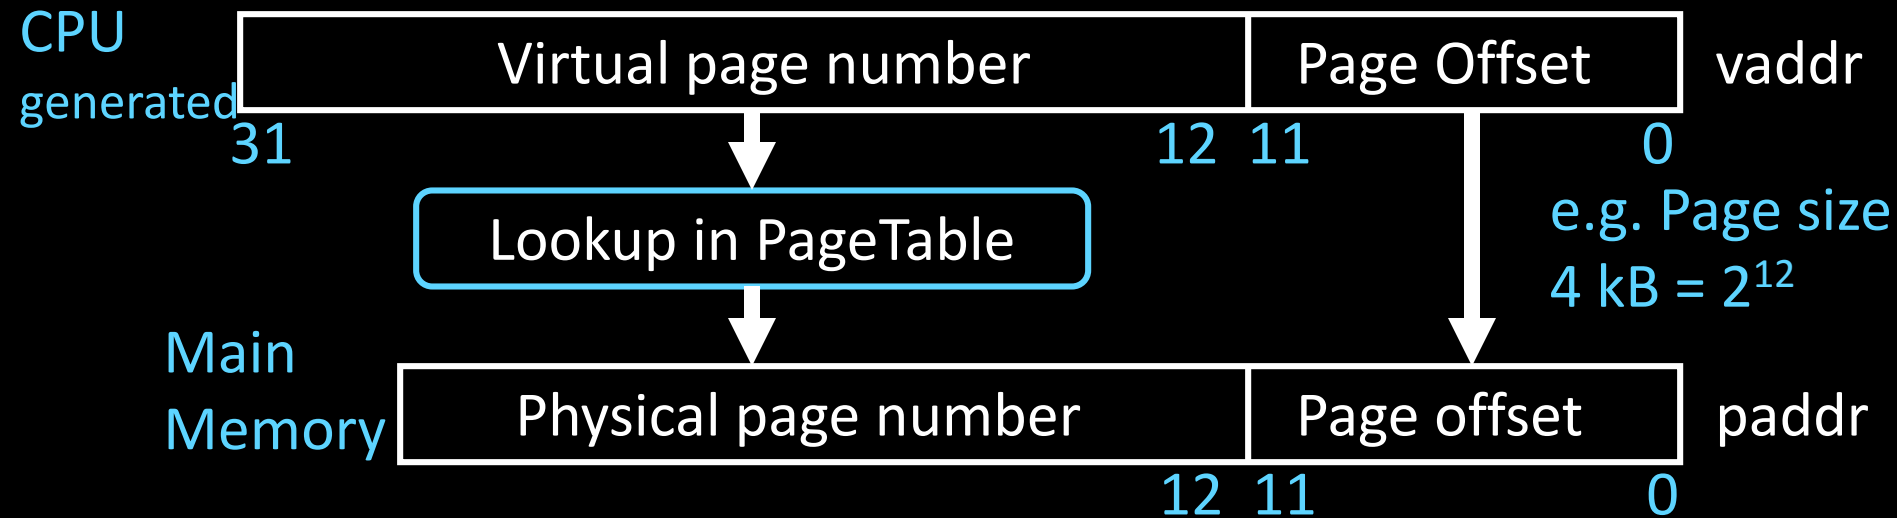 CPU
generated
Virtual page number
Page Offset
vaddr
31
12
11
0
Lookup in PageTable
e.g. Page size
4 kB = 2¹²
Main
Memory
Physical page number
Page offset
paddr
12
11
0